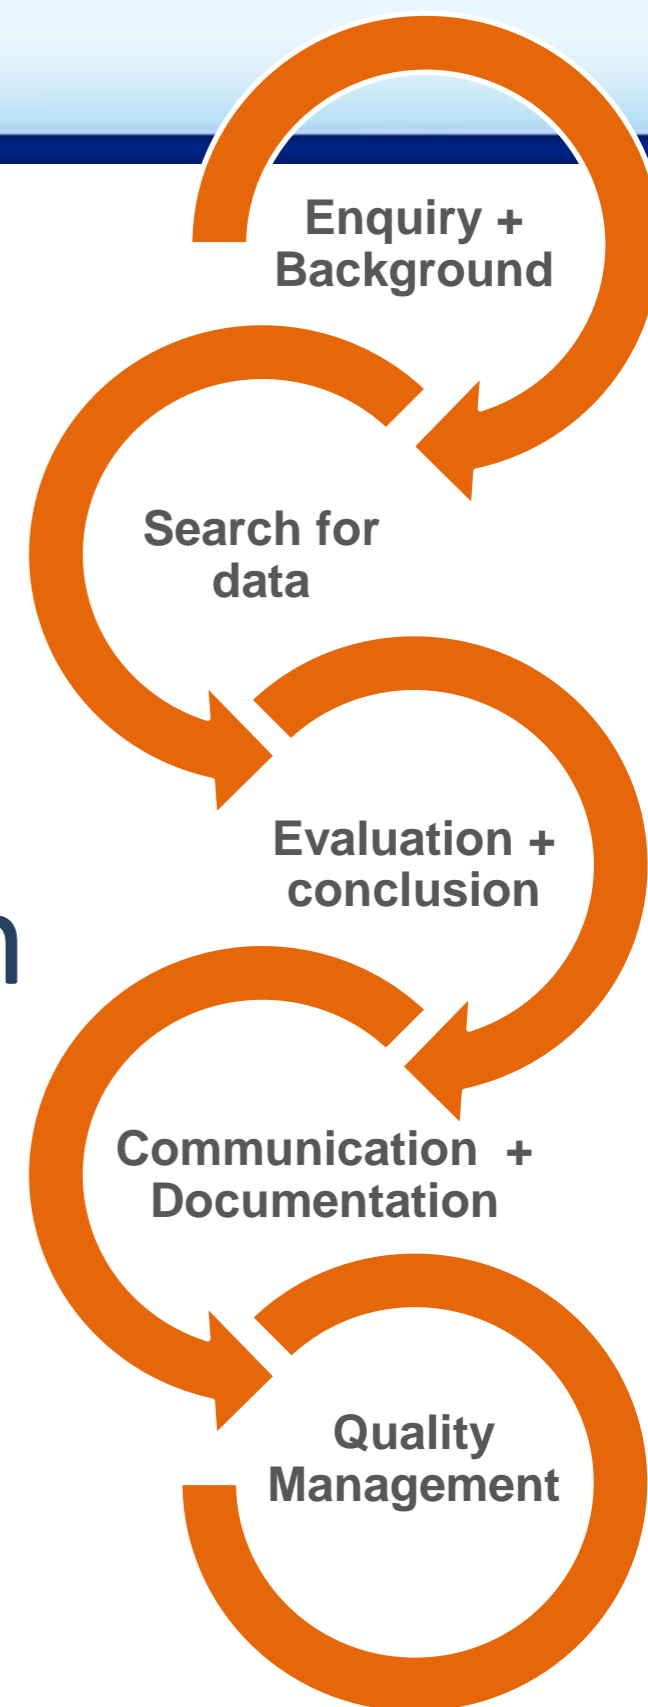 Enquiry +
Background
Search for
data
Evaluation +
conclusion
n
Communication  +
Documentation
Quality
Management